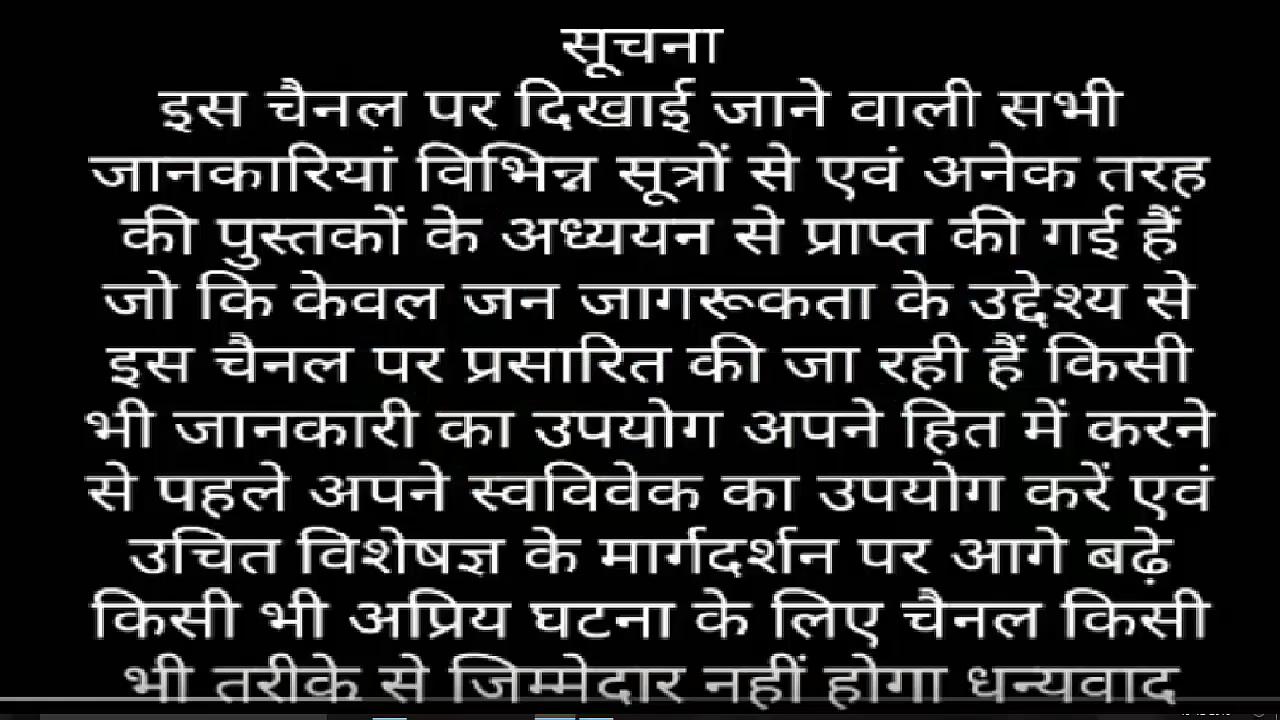 सूचना
इस चैनल पर दिखाई जाने वाली सभी
जानकारियां विभिन्न सूत्रों से एवं अनेक तरह
की पुस्तकों के अध्ययन से प्राप्त की गई हैं
जो कि केवल जन जागरूकता के उद्देश्य से
इस चैनल पर प्रसारित की जा रही हैं किसी
भी जानकारी का उपयोग अपने हित में करने
से पहले अपने स्वविवेक का उपयोग करें एवं
उचित विशेषज्ञ के मार्गदर्शन पर आगे बढ़े
किसी भी अप्रिय घटना के लिए चैनल किसी
भी तरीके से जिम्मेदार नहीं होगा धन्यवाद